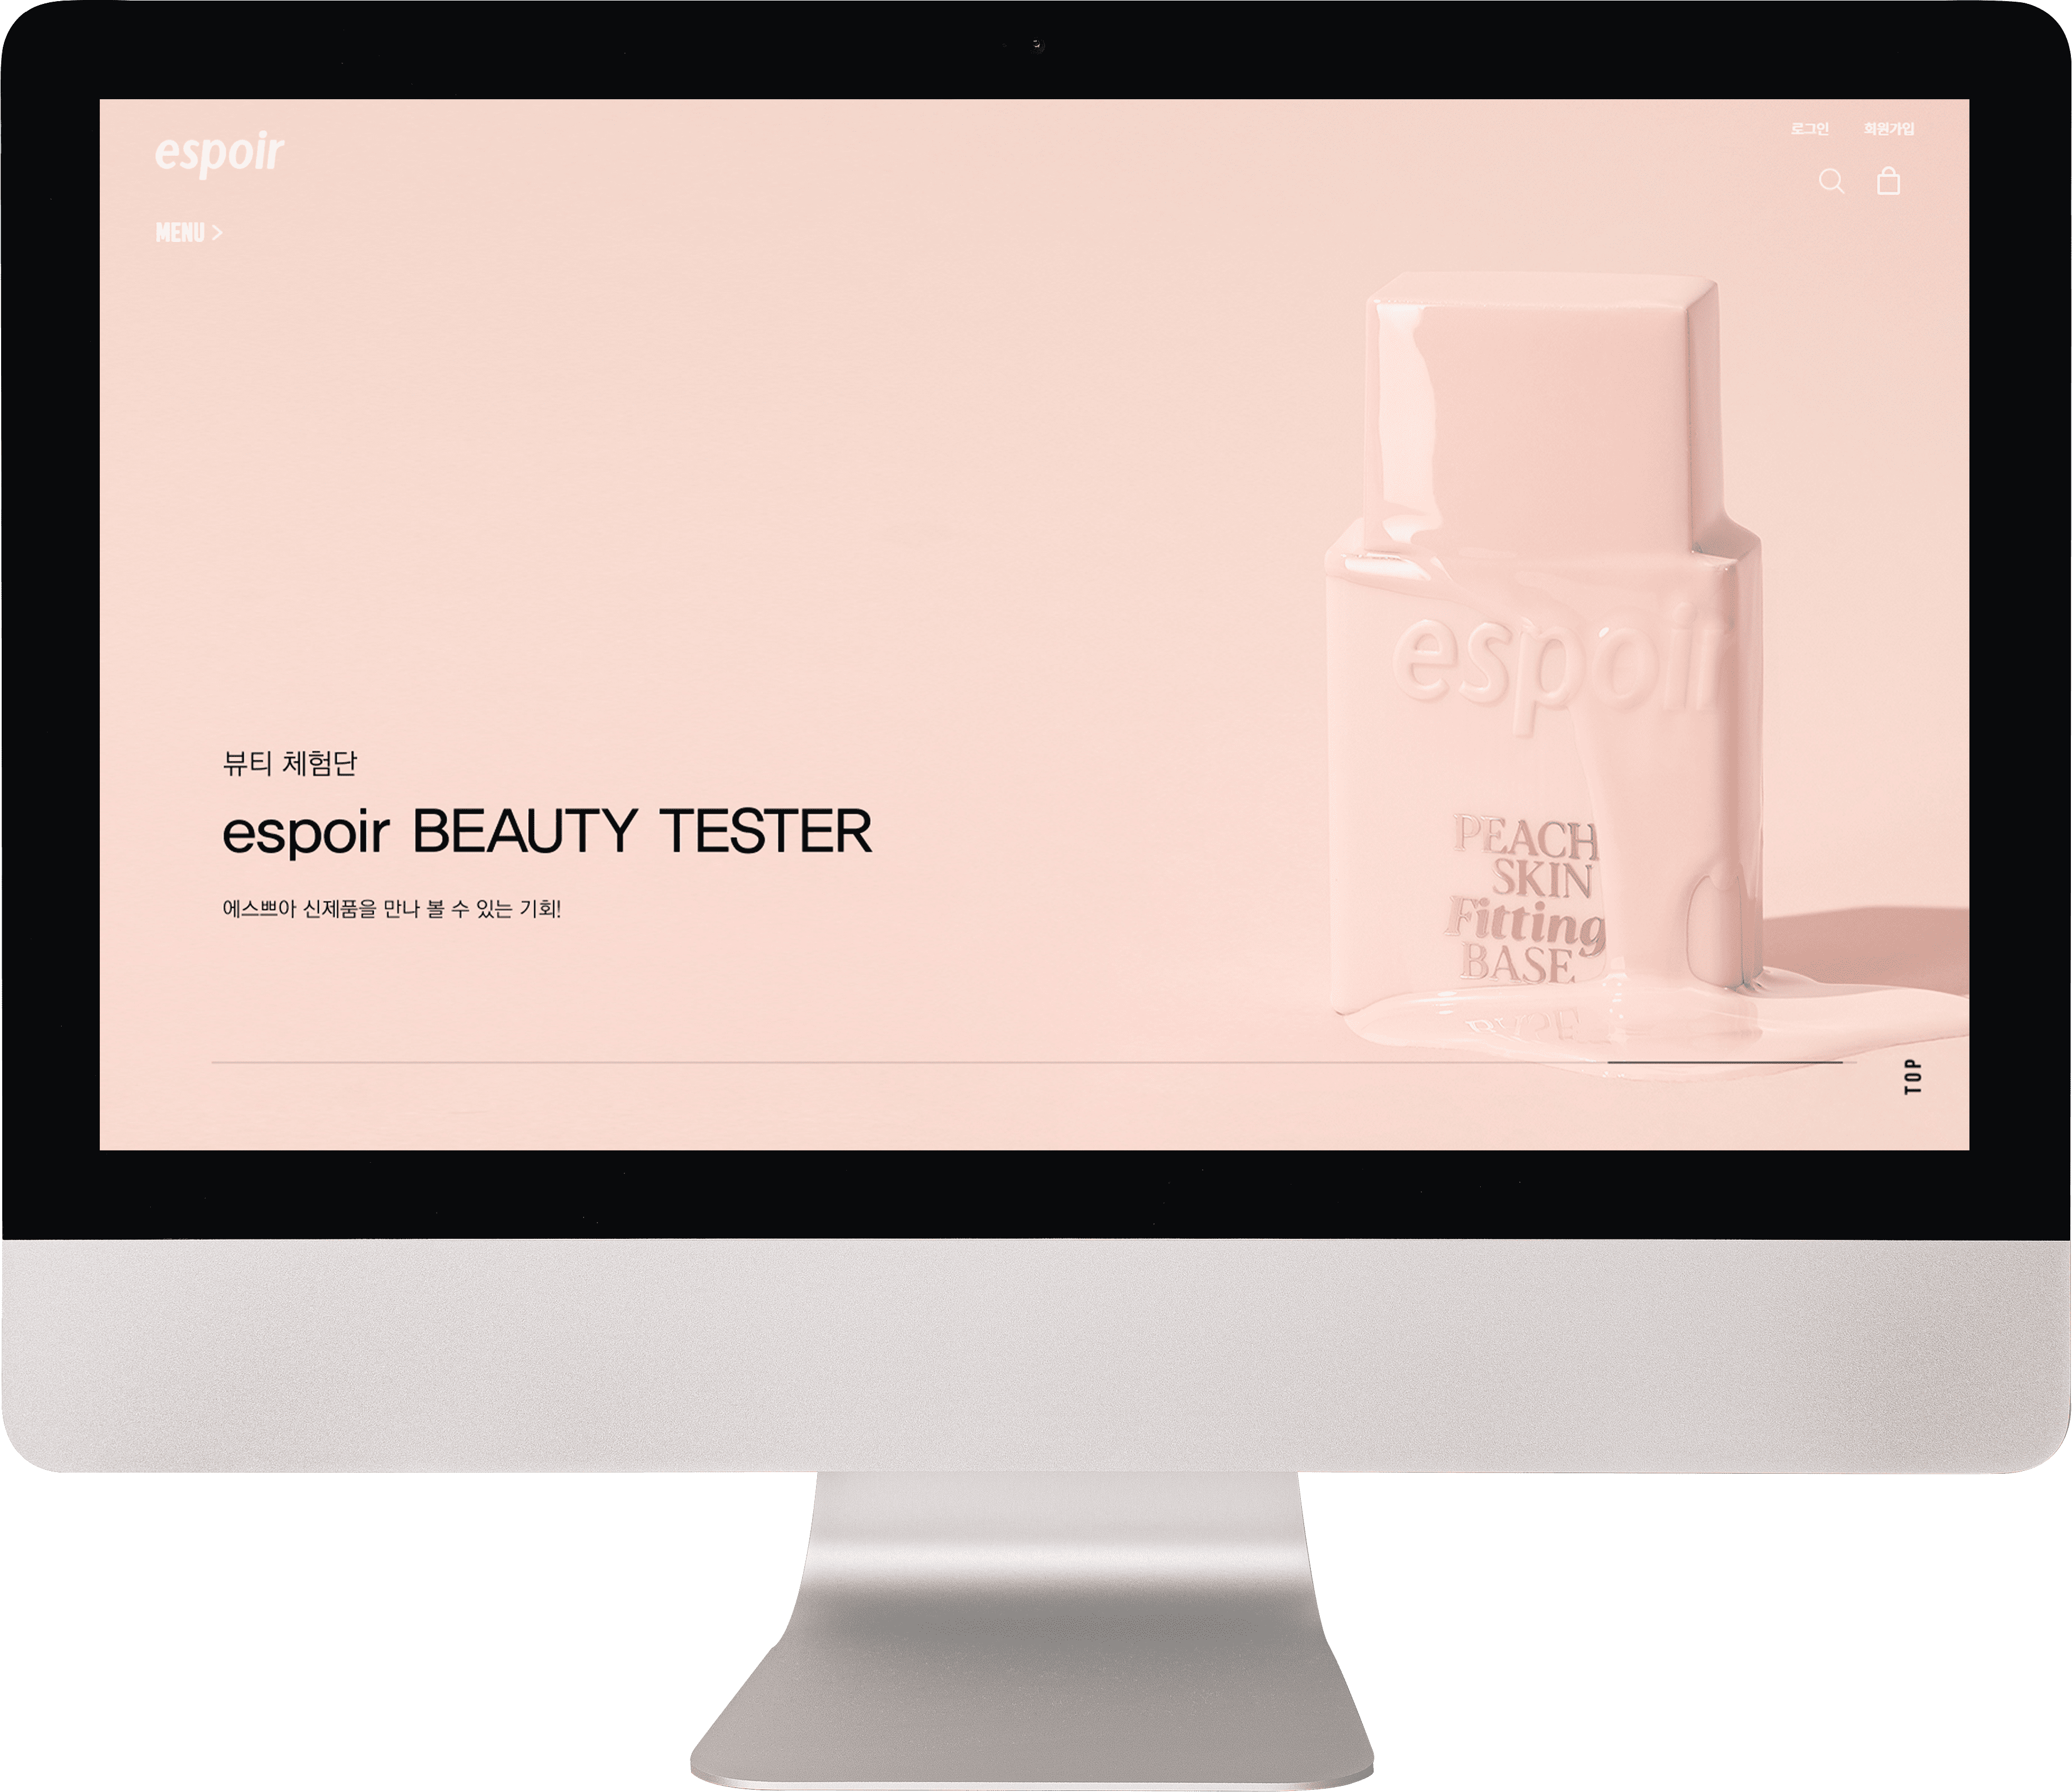 espoir
로그인 회원가입
MENU >
espoir
PEACH
SKIN
Fitting
BASE
뷰티 체험단
espoir BEAUTY TESTER
에스쁘아 신제품을 만나 볼 수 있는 기회!
TOP